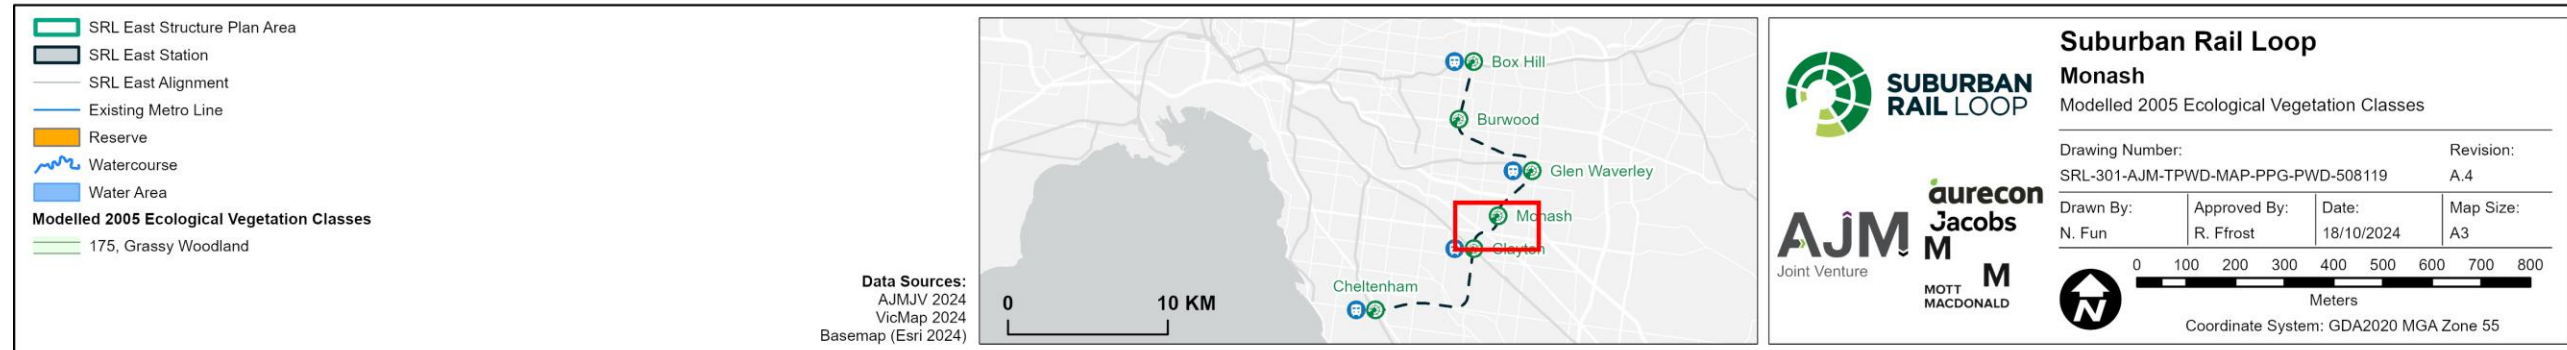 SRL East Structure Plan Area
SRL East Station
SRL East Alignment
Existing Metro Line
Reserve
Watercourse
Water Area
Modelled 2005 Ecological Vegetation Classes
175, Grassy Woodland
Data Sources:
AJMJV 2024
VicMap 2024
Basemap (Esri 2024)
Box Hill
Burwood
Glen Waverley
Monash
Clayton
Cheltenham
0 10 KM
SUBURBAN
RAIL LOOP
AJM
Joint Venture
aurecon
Jacobs
M
M
MOTT
MACDONALD
Suburban Rail Loop
Monash
Modelled 2005 Ecological Vegetation Classes
Drawing Number: Revision:
SRL-301-AJM-TPWD-MAP-PPG-PWD-508119 A.4
Drawn By: Approved By: Date: Map Size:
N. Fun R. Ffrost 18/10/2024 A3
0 100 200 300 400 500 600 700 800
Meters
N
Coordinate System: GDA2020 MGA Zone 55